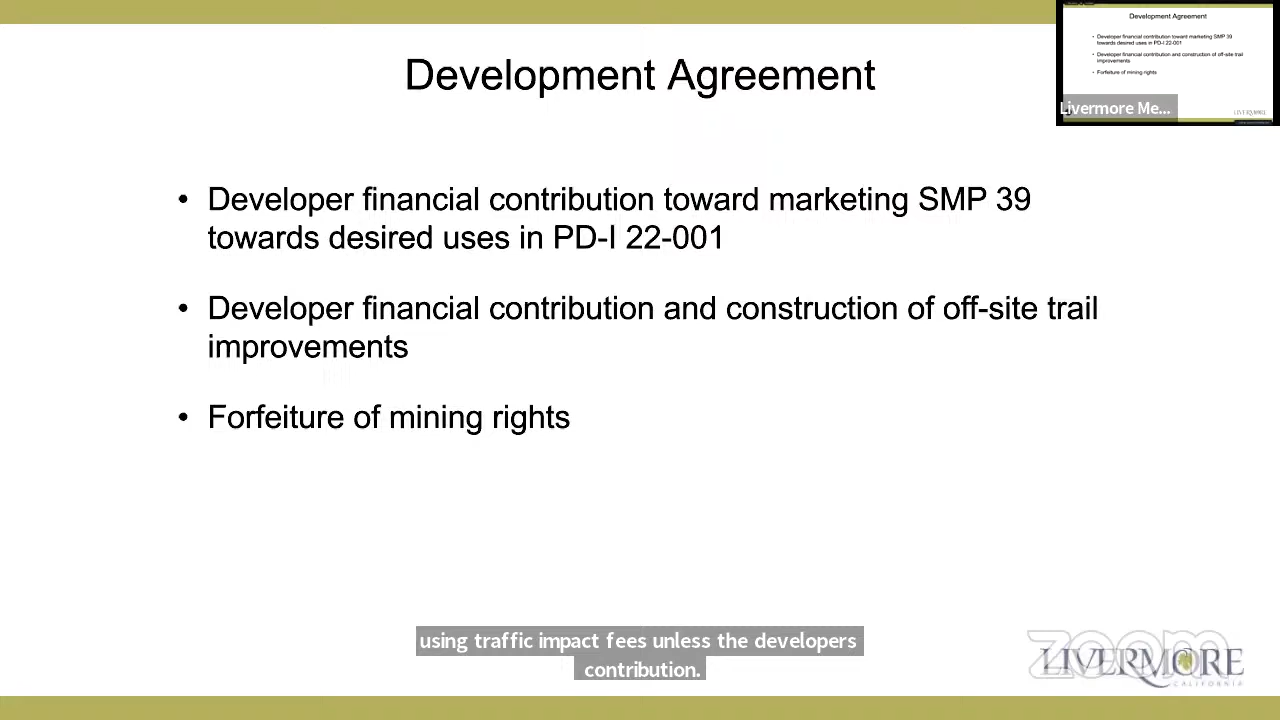 Development Agreement
• Developer financial contribution toward marketing SMP 39
towards desired uses in PD-I 22-001
• Developer financial contribution and construction of off-site trail
improvements
• Forfeiture of mining rights
Development Agreement
• Developer financial contribution toward marketing SMP 39
towards desired uses in PD-I 22-001
• Developer financial contribution and construction of off-site trail
improvements
• Forfeiture of mining rights
LIVERMORE
Livermore Me...
using traffic impact fees unless the developers
contribution.
zoom
LIVERMORE
CALIFORNIA